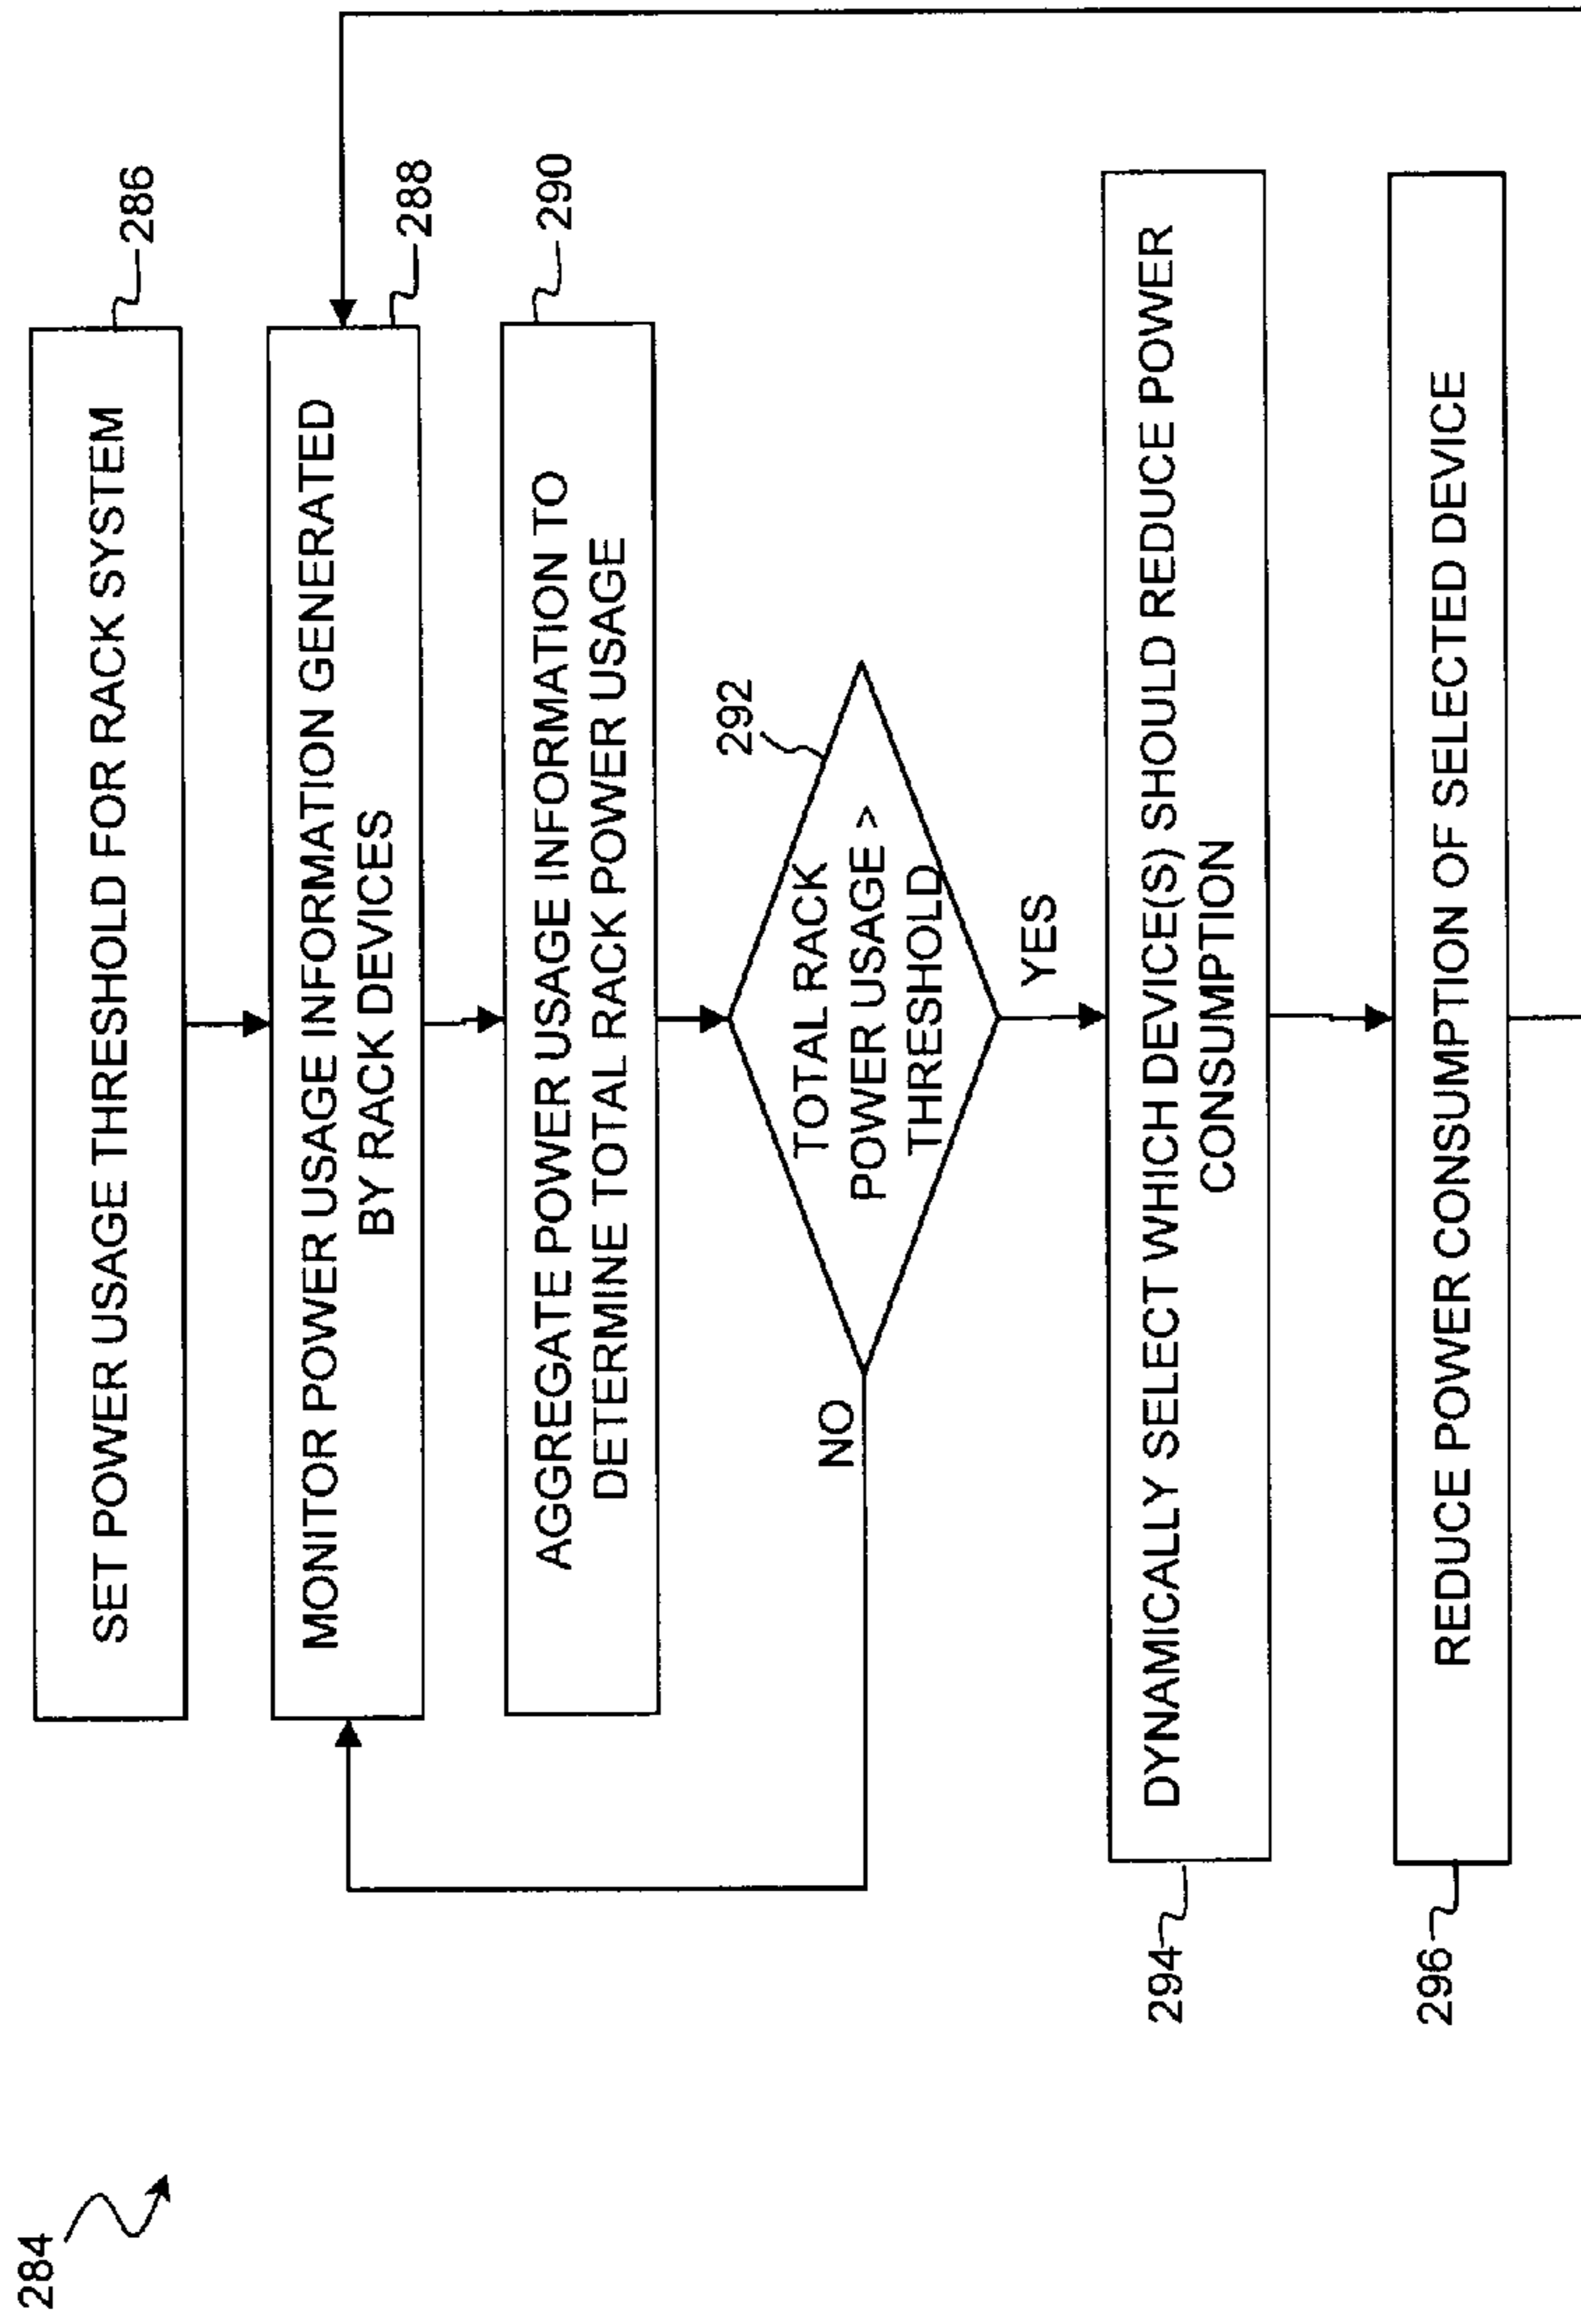 284
SET POWER USAGE THRESHOLD FOR RACK SYSTEM
286
MONITOR POWER USAGE INFORMATION GENERATED
BY RACK DEVICES
288
AGGREGATE POWER USAGE INFORMATION TO
DETERMINE TOTAL RACK POWER USAGE
290
TOTAL RACK
POWER USAGE >
THRESHOLD
292
NO
YES
DYNAMICALLY SELECT WHICH DEVICE(S) SHOULD REDUCE POWER
CONSUMPTION
294
REDUCE POWER CONSUMPTION OF SELECTED DEVICE
296